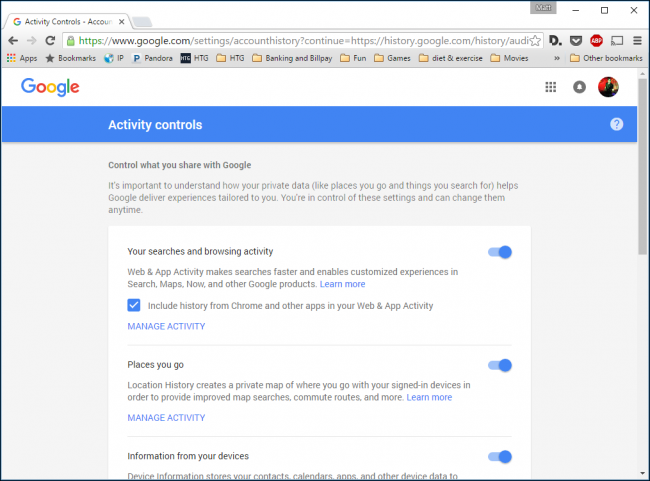 Matt
Activity Controls - Accou
https://www.google.com/settings/accounthistory?continue=https://history.google.com/history/audi
D.
ABP
Apps
Bookmarks
IP
P Pandora
HTG HTG
HTG
Banking and Billpay
Fun
Games
diet & exercise
Movies
»
Other bookmarks
Google
Activity controls
?
Control what you share with Google
It's important to understand how your private data (like places you go and things you search for) helps
Google deliver experiences tailored to you. You're in control of these settings and can change them
anytime.
Your searches and browsing activity
Web & App Activity makes searches faster and enables customized experiences in
Search, Maps, Now, and other Google products. Learn more
Include history from Chrome and other apps in your Web & App Activity
MANAGE ACTIVITY
Places you go
Location History creates a private map of where you go with your signed-in devices in
order to provide improved map searches, commute routes, and more. Learn more
MANAGE ACTIVITY
Information from your devices
Device Information stores your contacts, calendars, apps, and other device data to